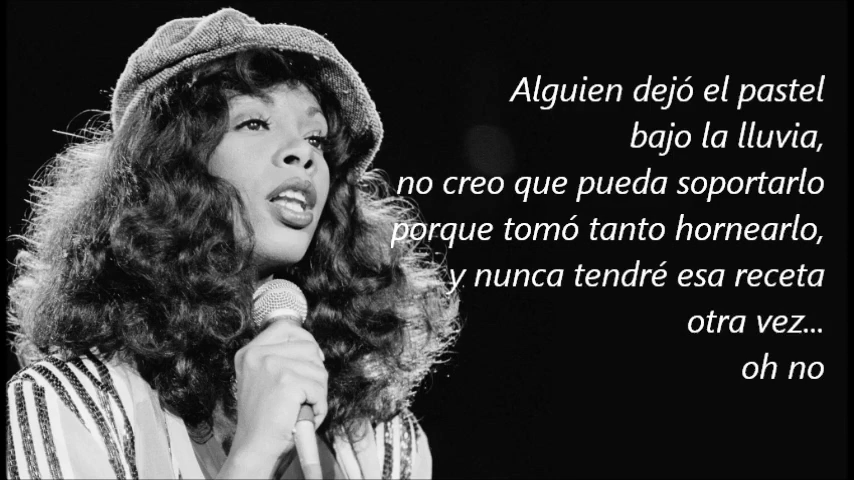 Alguien dejó el pastel
bajo la lluvia,
no creo que pueda soportarlo
porque tomó tanto hornearlo,
y nunca tendré esa receta
otra vez...
oh no